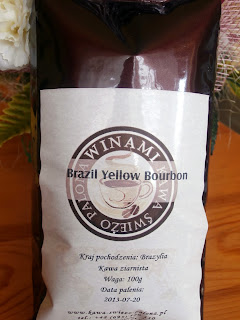 WINAMI
KAWA ŚWIEŻO PALONA
Brazil Yellow Bourbon
Kraj pochodzenia: Brazylia
Kawa ziarnista
Waga: 100g
Data palenia:
2013-07-20